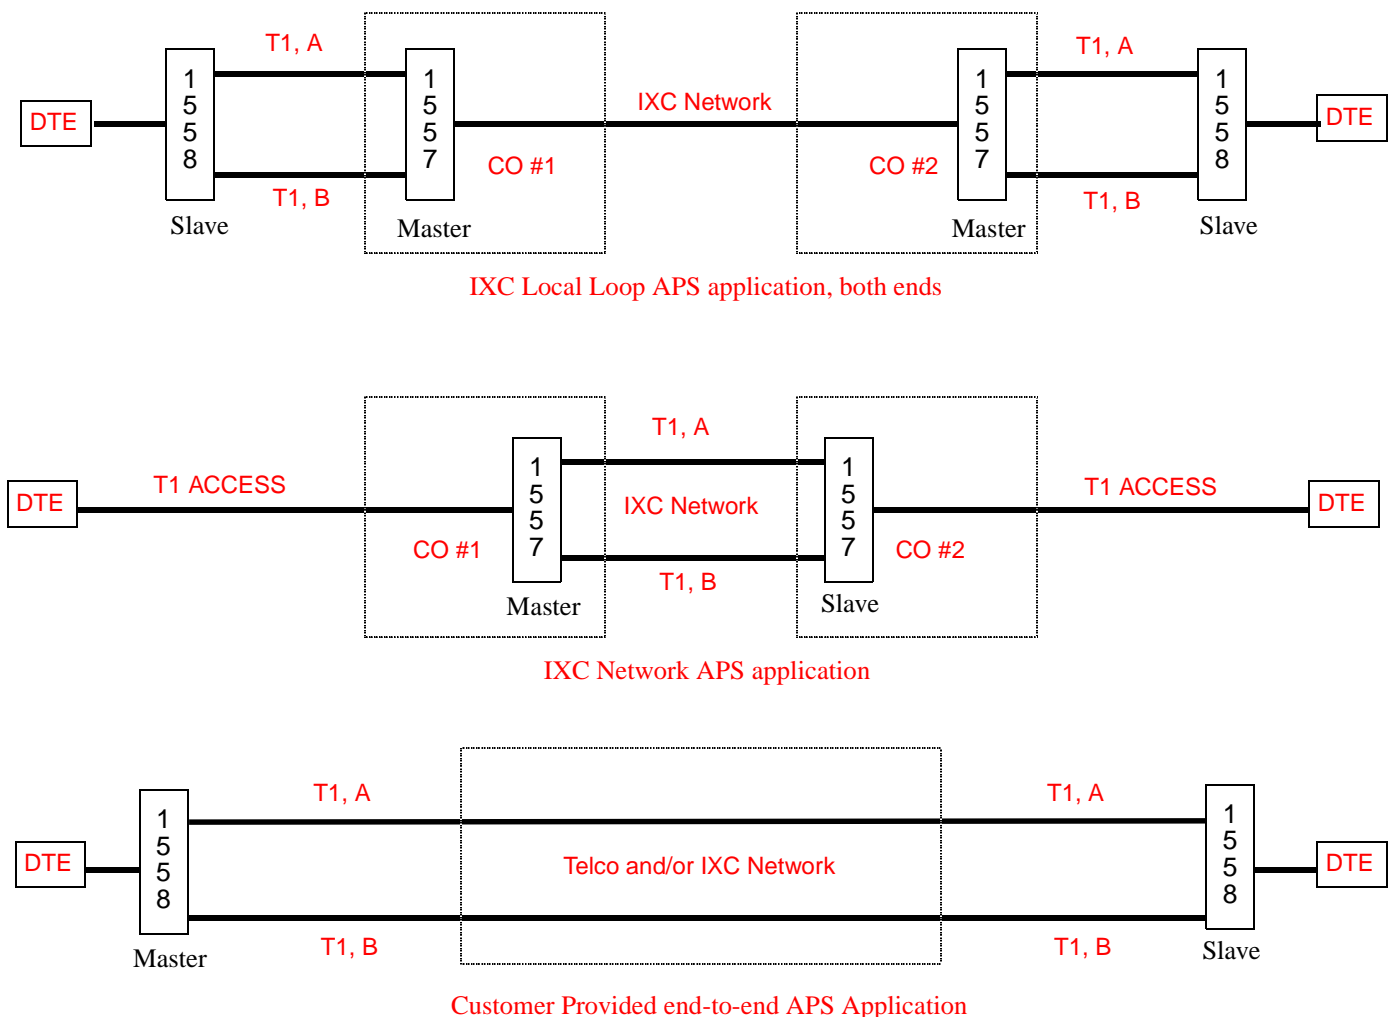 T1, A
T1, A
1
5
5
8
1
5
5
7
1
5
5
7
1
5
5
8
DTE
IXC Network
DTE
CO #1
CO #2
T1, B
T1, B
Slave
Master
Master
Slave
IXC Local Loop APS application, both ends
T1, A
T1 ACCESS
T1 ACCESS
1
5
5
7
1
5
5
7
DTE
IXC Network
DTE
CO #1
CO #2
T1, B
Master
Slave
IXC Network APS application
T1, A
T1, A
1
5
5
8
1
5
5
8
DTE
Telco and/or IXC Network
DTE
T1, B
T1, B
Master
Slave
Customer Provided end-to-end APS Application